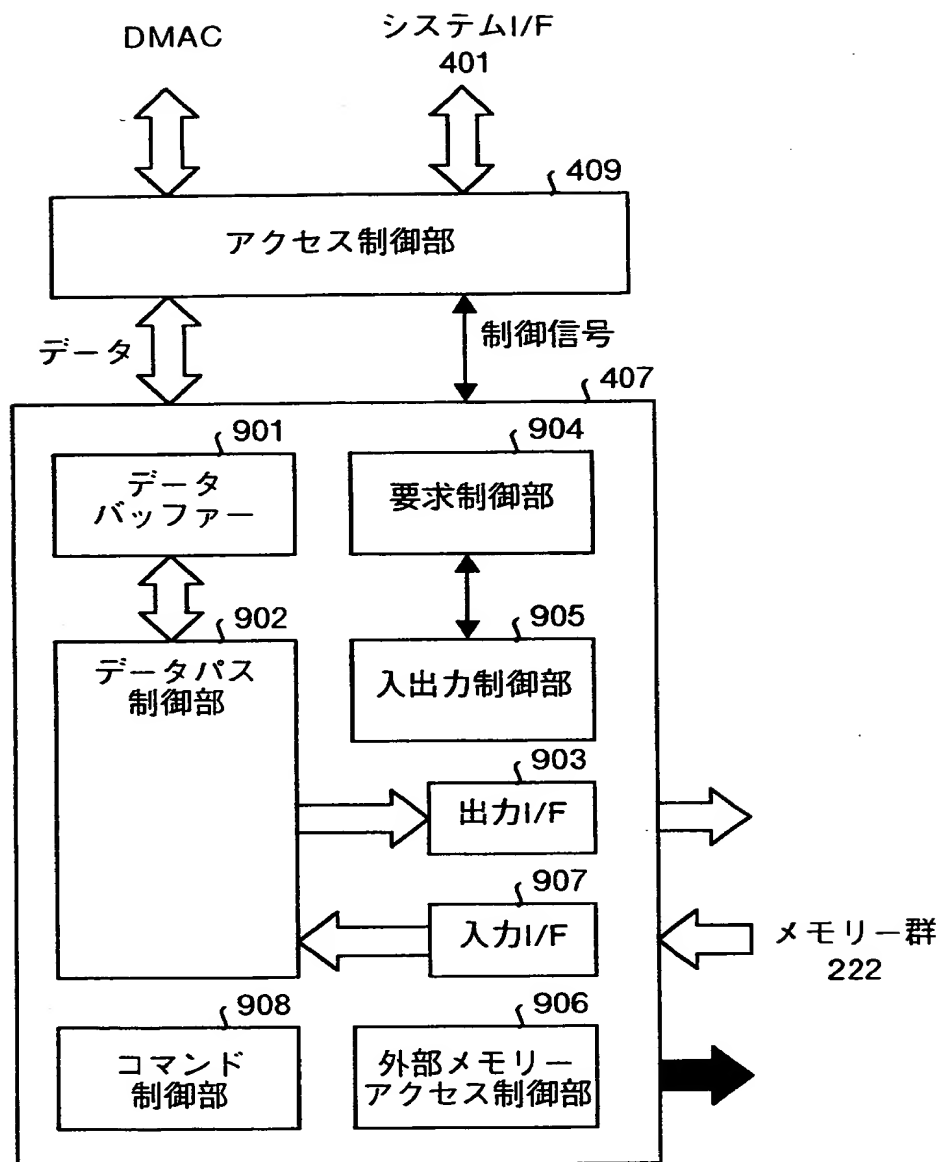 DMAC
システムI/F
401
409
アクセス制御部
データ
制御信号
407
901
データ
バッファー
904
要求制御部
902
データパス
制御部
905
入出力制御部
903
出力I/F
907
入力I/F
メモリー群
222
908
コマンド
制御部
906
外部メモリー
アクセス制御部